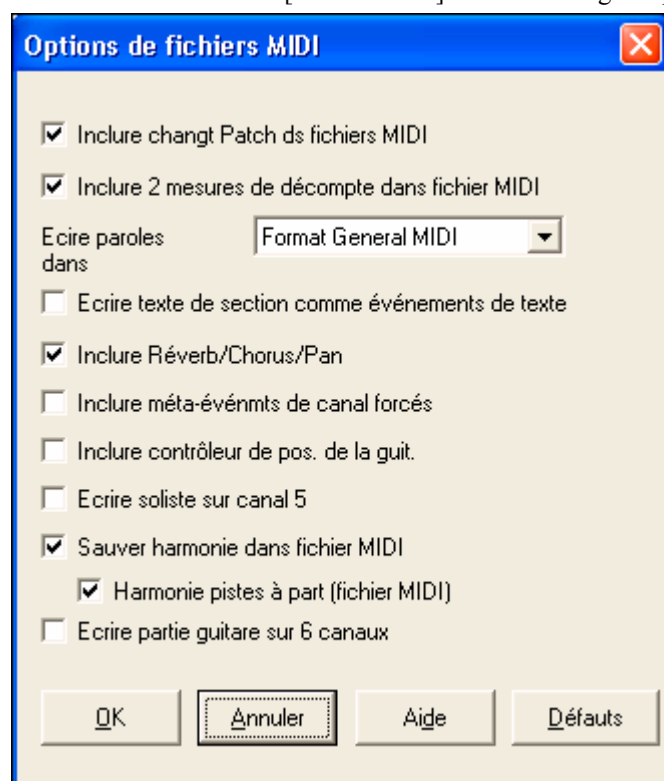 Options de fichiers MIDI
Inclure changt Patch ds fichiers MIDI
Inclure 2 mesures de décompte dans fichier MIDI
Ecire paroles dans
Format General MIDI
Ecrire texte de section comme événements de texte
Inclure Réverb/Chorus/Pan
Inclure méta-événmts de canal forcés
Inclure contrôleur de pos. de la guit.
Ecrire soliste sur canal 5
Sauver harmonie dans fichier MIDI
Harmonie pistes à part (fichier MIDI)
Ecrire partie guitare sur 6 canaux
OK Annuler Aide Défauts